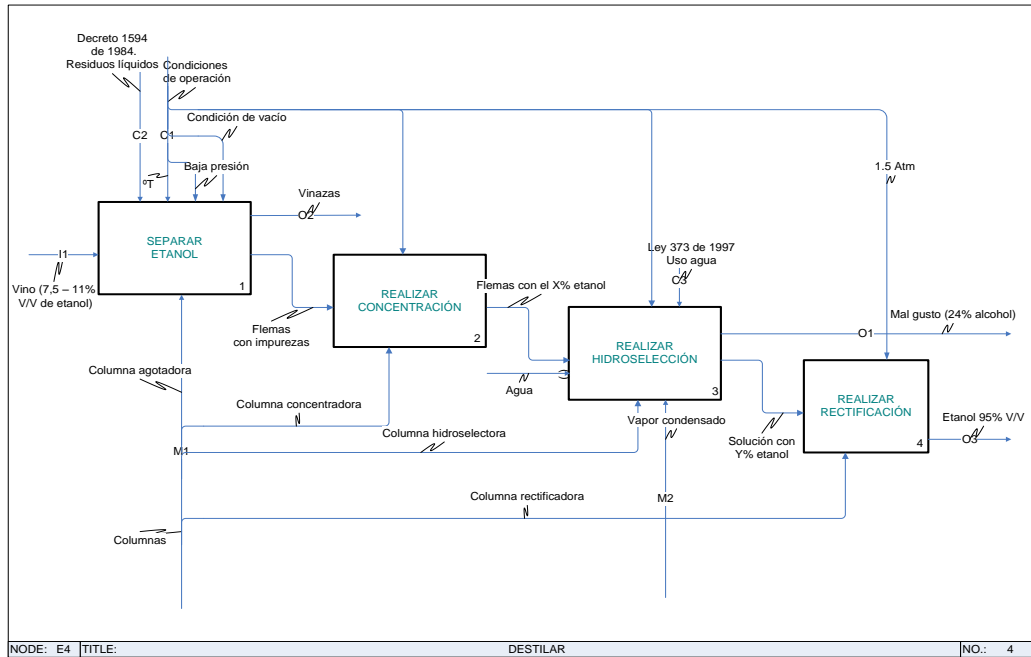 Decreto 1594
de 1984.
Residuos líquidos
Condiciones
de operación
Condición de vacío
C2
C1
Baja presión
ºT
1.5 Atm
Vinazas
O2
SEPARAR
ETANOL
1
I1
Vino (7,5 – 11%
V/V de etanol)
Ley 373 de 1997
Uso agua
C3
Flemas con el X% etanol
REALIZAR
CONCENTRACIÓN
2
Flemas
con impurezas
Mal gusto (24% alcohol)
O1
REALIZAR
HIDROSELECCIÓN
3
Columna agotadora
Agua
REALIZAR
RECTIFICACIÓN
4
Columna concentradora
Vapor condensado
Etanol 95% V/V
O3
Columna hidroselectora
Solución con
Y% etanol
M1
M2
Columna rectificadora
Columnas
NODE: E4 TITLE: DESTILAR NO.: 4